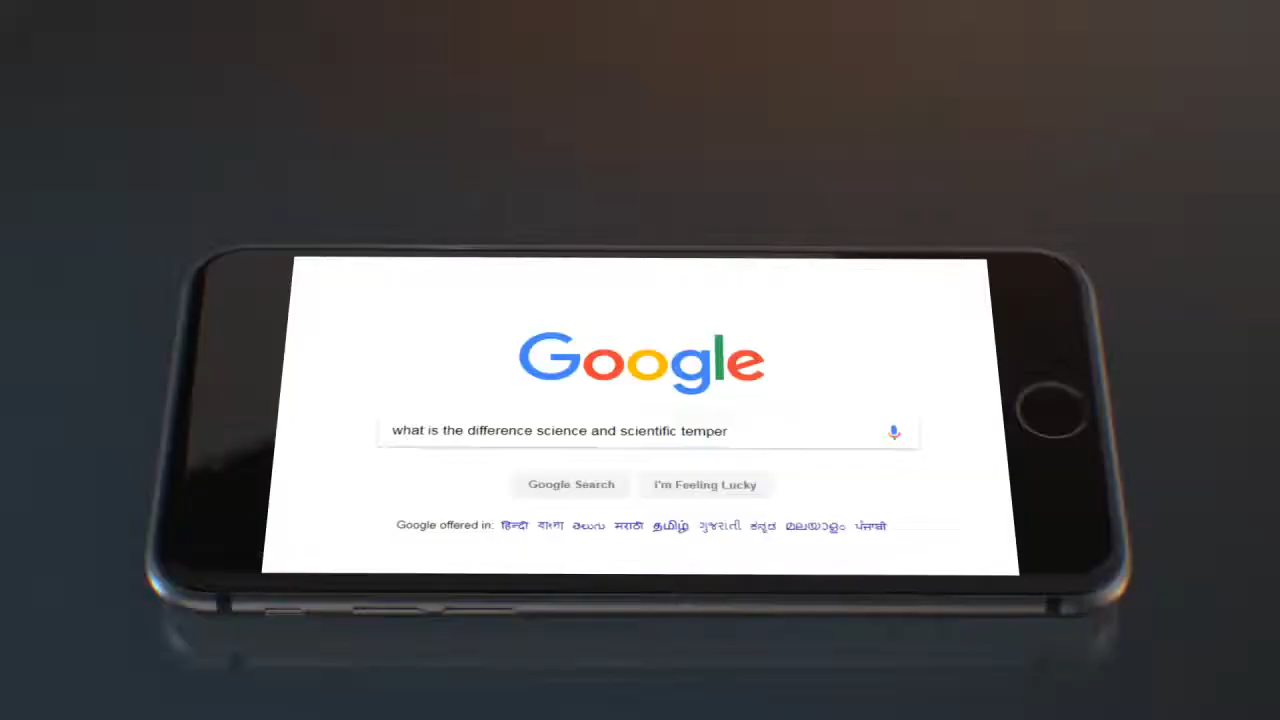 Google
what is the difference science and scientific temper
Google Search I'm Feeling Lucky
Google offered in: हिन्दी বাংলা తెలుగు मराठी தமிழ் ગુજરાતી ಕನ್ನಡ മലയാളം ਪੰਜਾਬੀ